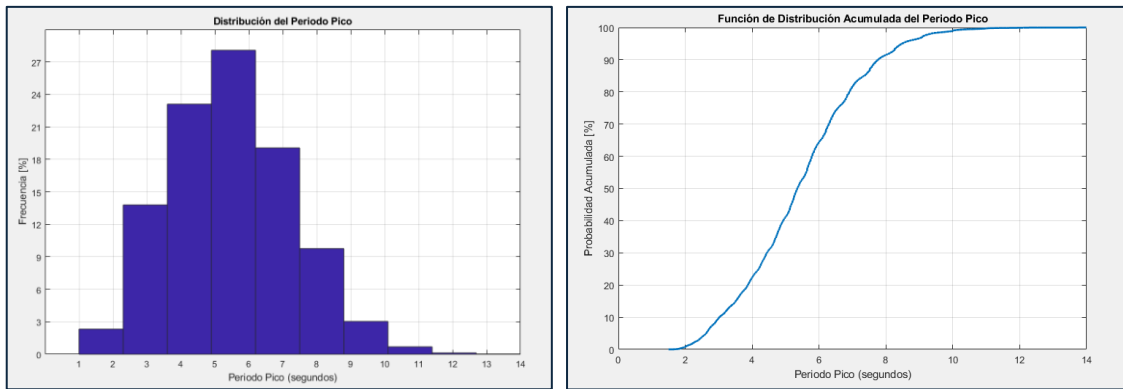 Distribución del Periodo Pico
27
24
21
18
15
12
9
6
3
0
Frecuencia [%]
1 2 3 4 5 6 7 8 9 10 11 12 13 14
Periodo Pico (segundos)
Función de Distribución Acumulada del Periodo Pico
100
90
80
70
60
50
40
30
20
10
0
Probabilidad Acumulada [%]
0 2 4 6 8 10 12 14
Periodo Pico (segundos)